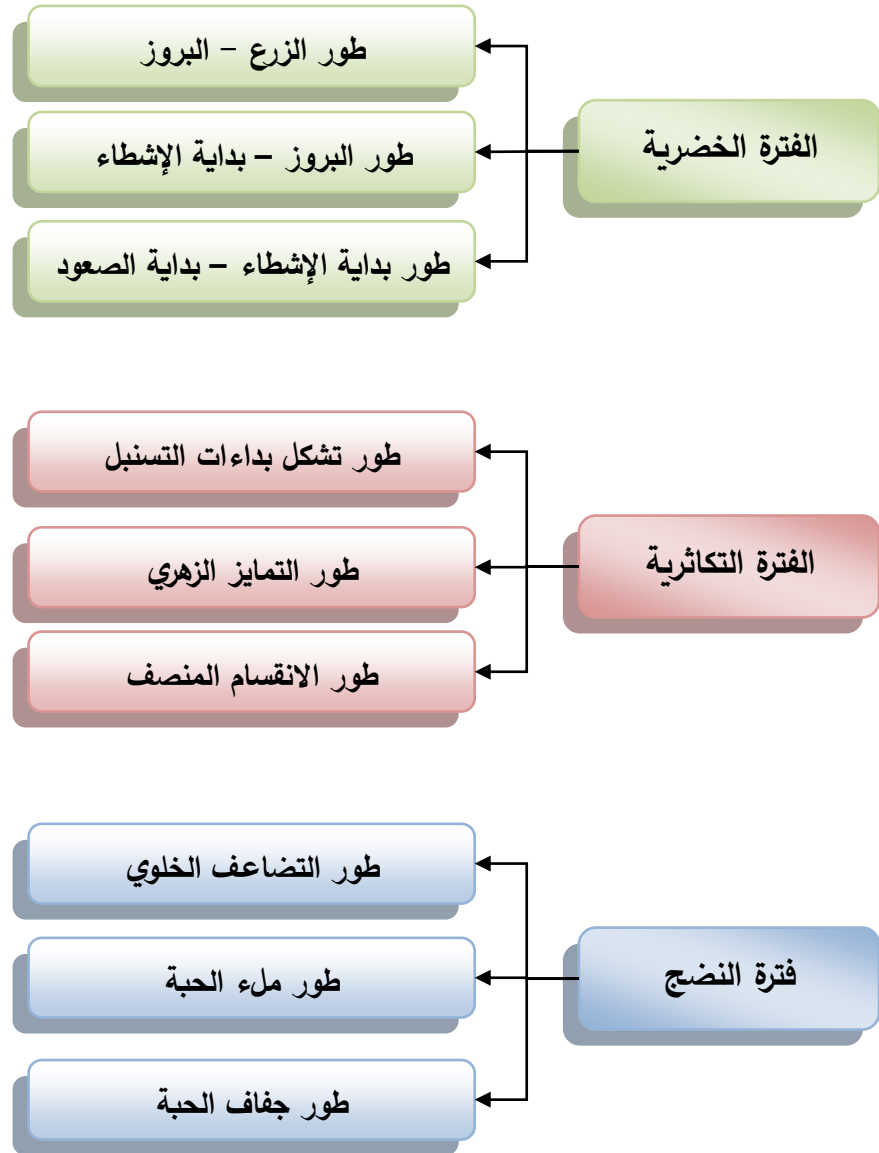 الفترة الخضرية
طور الزرع – البروز
طور البروز – بداية الإشطاء
طور بداية الإشطاء – بداية الصعود
الفترة التكاثرية
طور تشكل بداءات التسنبل
طور التمايز الزهري
طور الانقسام المنصف
فترة النضج
طور التضاعف الخلوي
طور ملء الحبة
طور جفاف الحبة